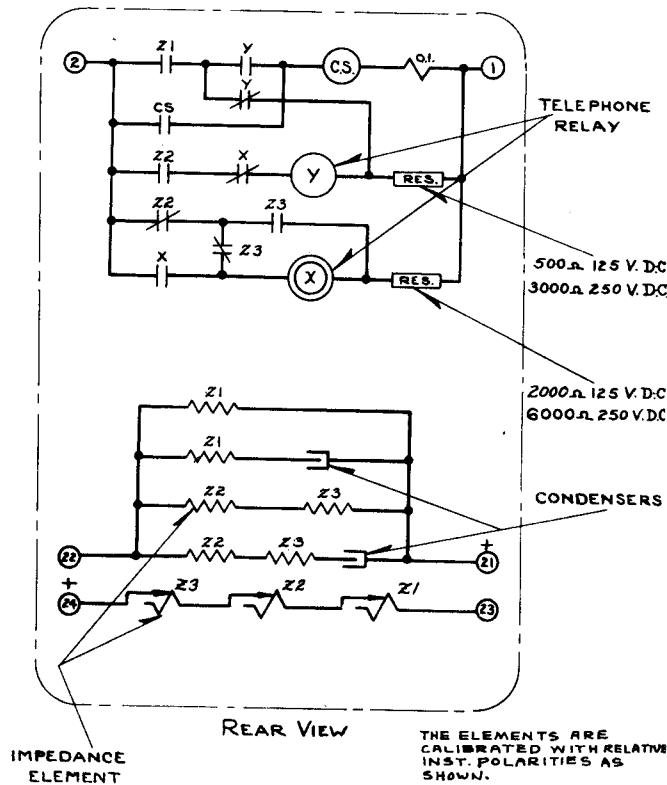 Z1
Y
C.S.
O.I.
2
1
Y
CS
TELEPHONE
RELAY
Z2
X
Y
RES.
Z2
Z3
Z3
X
X
RES.
500Ω 125 V. D.C
3000Ω 250 V.D.C
2000Ω 125 V. D.C
6000Ω 250 V.D.C
Z1
Z1
CONDENSERS
Z2
Z3
Z2
Z3
+
22
21
+
Z3
Z2
Z1
24
23
REAR VIEW
IMPEDANCE
ELEMENT
THE ELEMENTS ARE
CALIBRATED WITH RELATIVE
INST. POLARITIES AS
SHOWN.